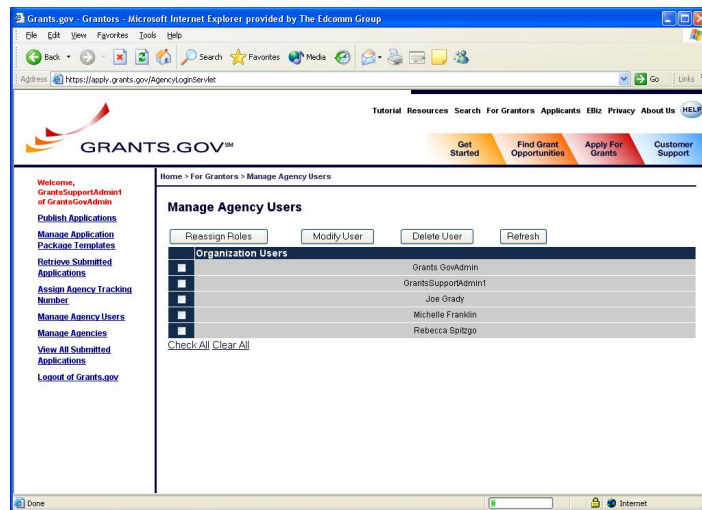 Grants.gov - Grantors - Microsoft Internet Explorer provided by The Edcomm Group
File Edit View Favorites Tools Help
Back Search Favorites Media
Address https://apply.grants.gov/AgencyLoginServlet Go Links
Tutorial Resources Search For Grantors Applicants EBiz Privacy About Us HELP
GRANTS.GOV℠
Get Started
Find Grant Opportunities
Apply For Grants
Customer Support
Home > For Grantors > Manage Agency Users
Welcome,
GrantsSupportAdmin1
of GrantsGovAdmin
Publish Applications
Manage Application
Package Templates
Retrieve Submitted
Applications
Assign Agency Tracking
Number
Manage Agency Users
Manage Agencies
View All Submitted
Applications
Logout of Grants.gov
Manage Agency Users
Reassign Roles Modify User Delete User Refresh
Organization Users
Grants GovAdmin
GrantsSupportAdmin1
Joe Grady
Michelle Franklin
Rebecca Spitzgo
Check All Clear All
Done Internet